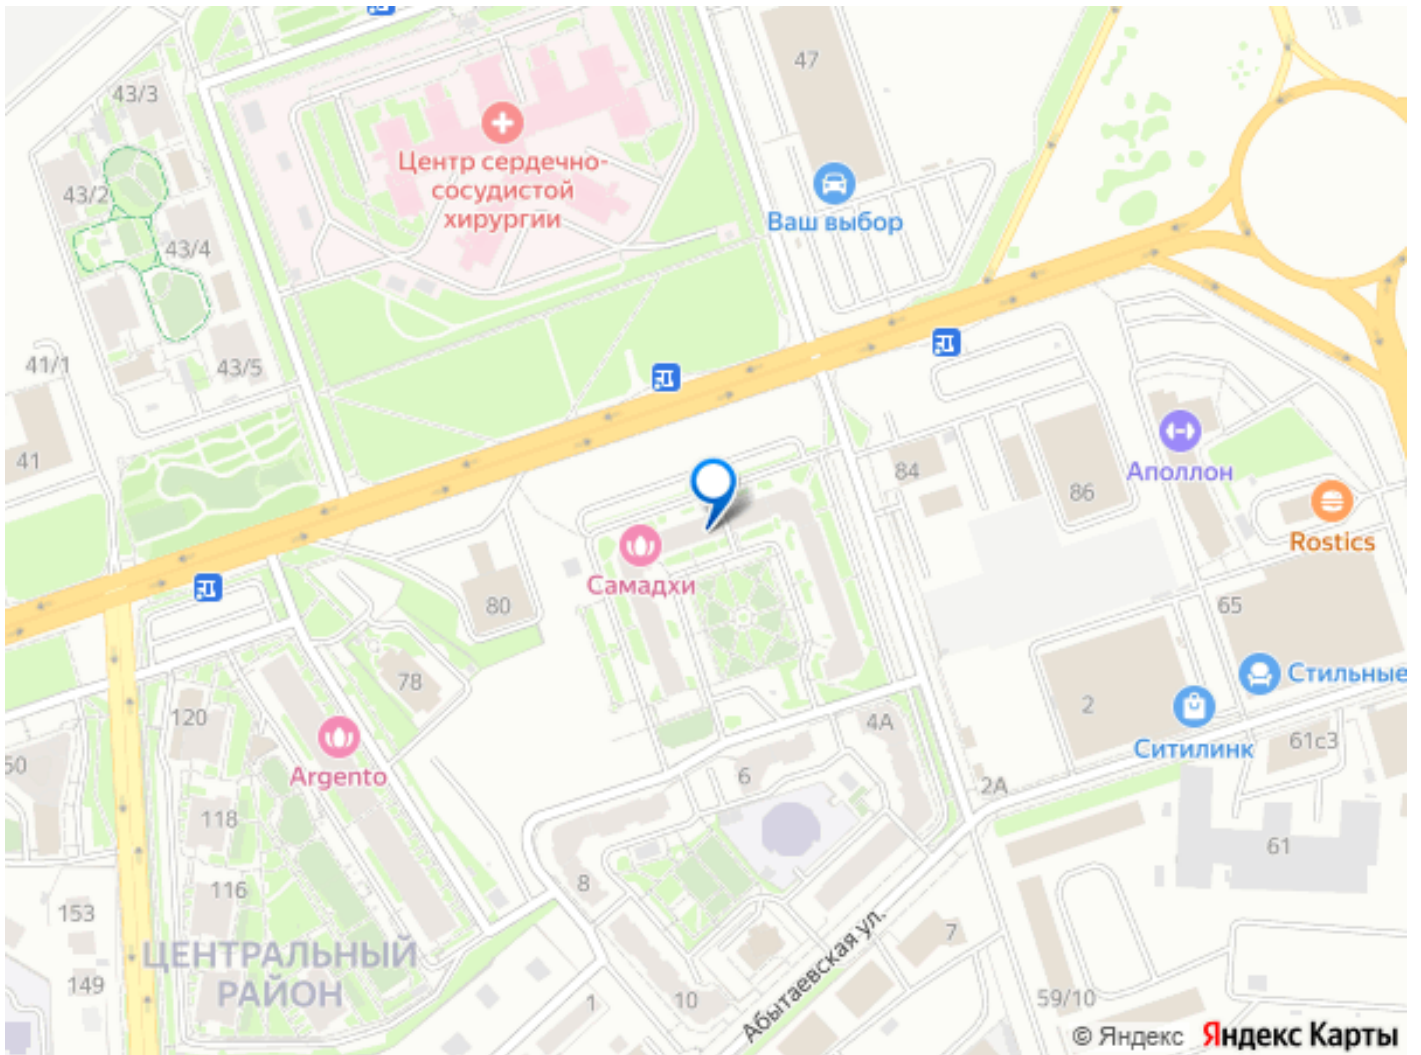 47
43/3
Центр сердечно-
сосудистой
хирургии
43/2
Ваш выбор
43/4
41/1
43/5
41
84
Аполлон
86
Rostics
Самадхи
80
65
78
Стильные
120
2
4А
Ситилинк
61с3
50
Argento
6
2А
118
61
116
8
153
7
ЦЕНТРАЛЬНЫЙ
РАЙОН
Абытаевская ул.
149
1
10
59/10
© Яндекс Яндекс Карты